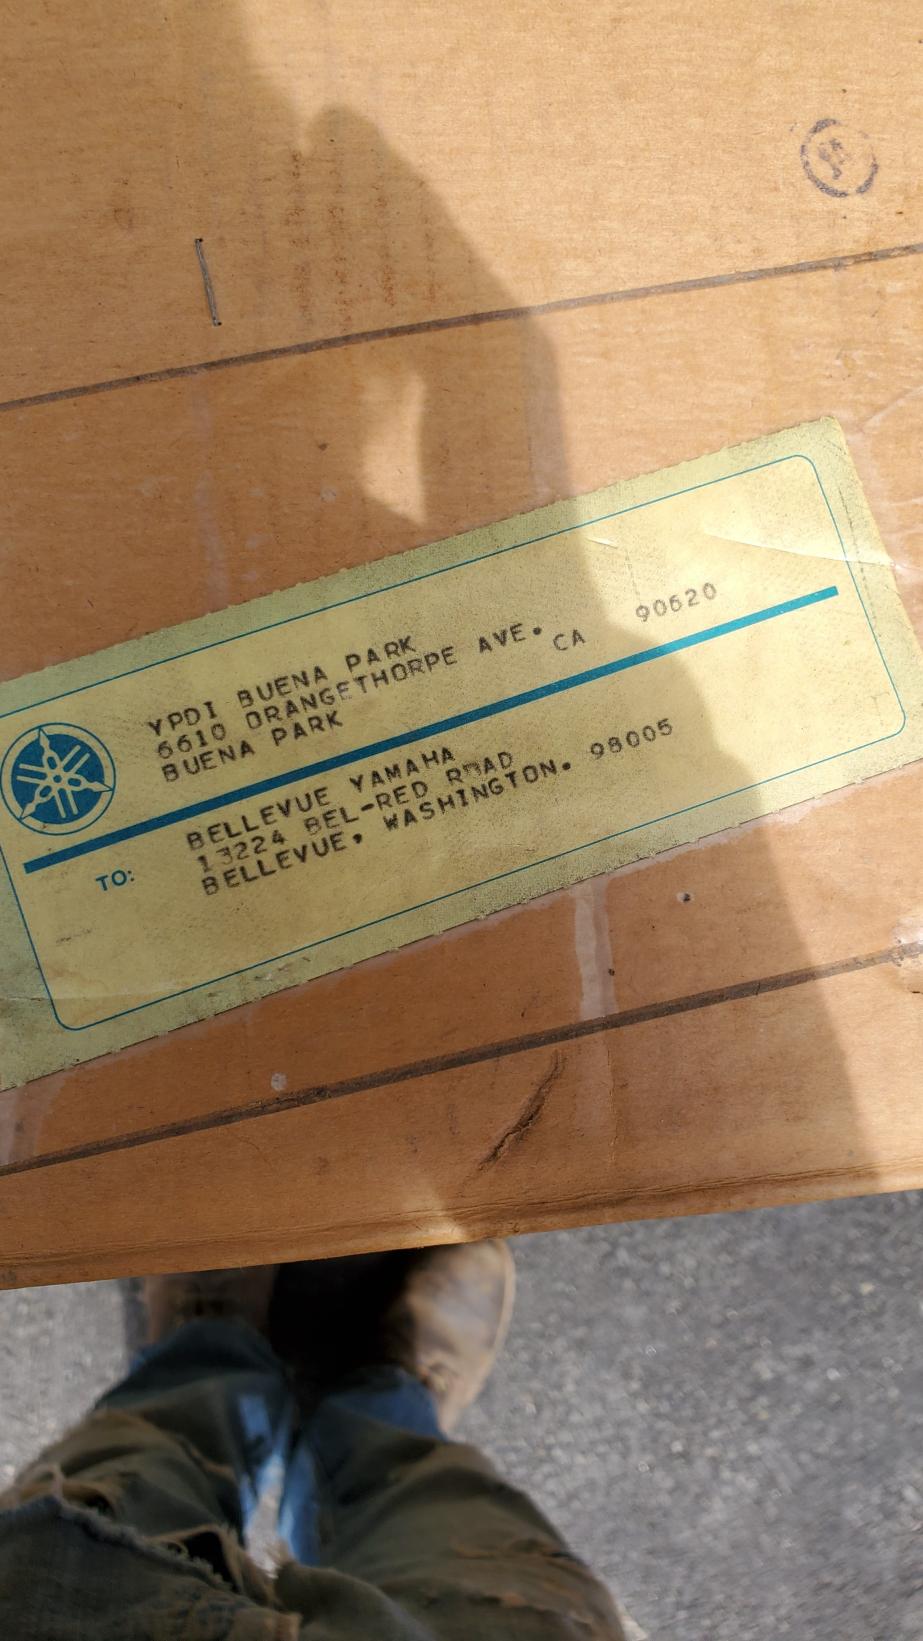 YPDI BUENA PARK
6610 ORANGETHORPE AVE.
BUENA PARK CA 90620
TO:
BELLEVUE YAMAHA
13224 BEL-RED ROAD
BELLEVUE, WASHINGTON. 98005